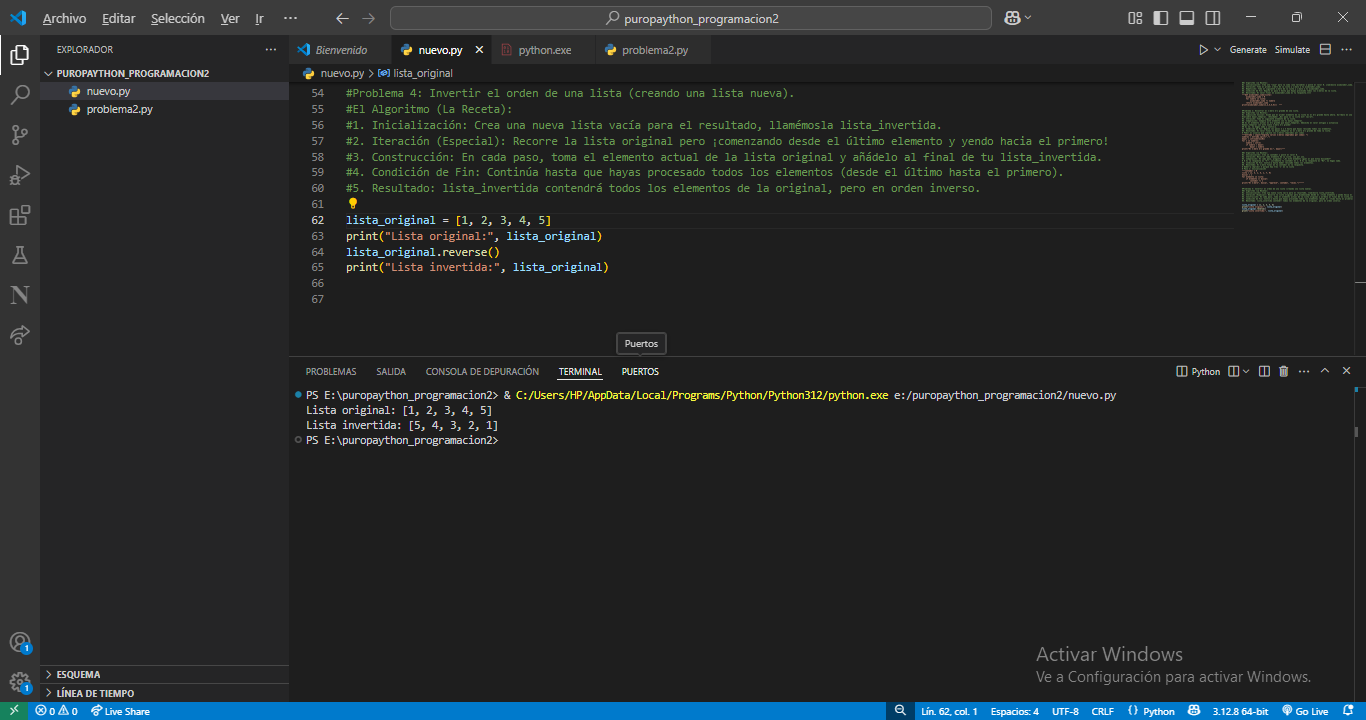 Archivo Editar Selección Ver Ir ··· puropaython_programacion2
EXPLORADOR ···
Bienvenido nuevo.py python.exe problema2.py Generate Simulate ···
PUROPAYTHON_PROGRAMACION2
nuevo.py
problema2.py
nuevo.py > lista_original
54 #Problema 4: Invertir el orden de una lista (creando una lista nueva).
55 #El Algoritmo (La Receta):
56 #1. Inicialización: Crea una nueva lista vacía para el resultado, llamémosla lista_invertida.
57 #2. Iteración (Especial): Recorre la lista original pero ¡comenzando desde el último elemento y yendo hacia el primero!
58 #3. Construcción: En cada paso, toma el elemento actual de la lista original y añádelo al final de tu lista_invertida.
59 #4. Condición de Fin: Continúa hasta que hayas procesado todos los elementos (desde el último hasta el primero).
60 #5. Resultado: lista_invertida contendrá todos los elementos de la original, pero en orden inverso.
61
62 lista_original = [1, 2, 3, 4, 5]
63 print("Lista original:", lista_original)
64 lista_original.reverse()
65 print("Lista invertida:", lista_original)
66
67
Puertos
PROBLEMAS SALIDA CONSOLA DE DEPURACIÓN TERMINAL PUERTOS Python ···
PS E:\puropaython_programacion2> & C:/Users/HP/AppData/Local/Programs/Python/Python312/python.exe e:/puropaython_programacion2/nuevo.py
Lista original: [1, 2, 3, 4, 5]
Lista invertida: [5, 4, 3, 2, 1]
PS E:\puropaython_programacion2>
1
1
ESQUEMA
LÍNEA DE TIEMPO
Activar Windows
Ve a Configuración para activar Windows.
0 0 Live Share Lín. 62, col. 1 Espacios: 4 UTF-8 CRLF Python 3.12.8 64-bit Go Live